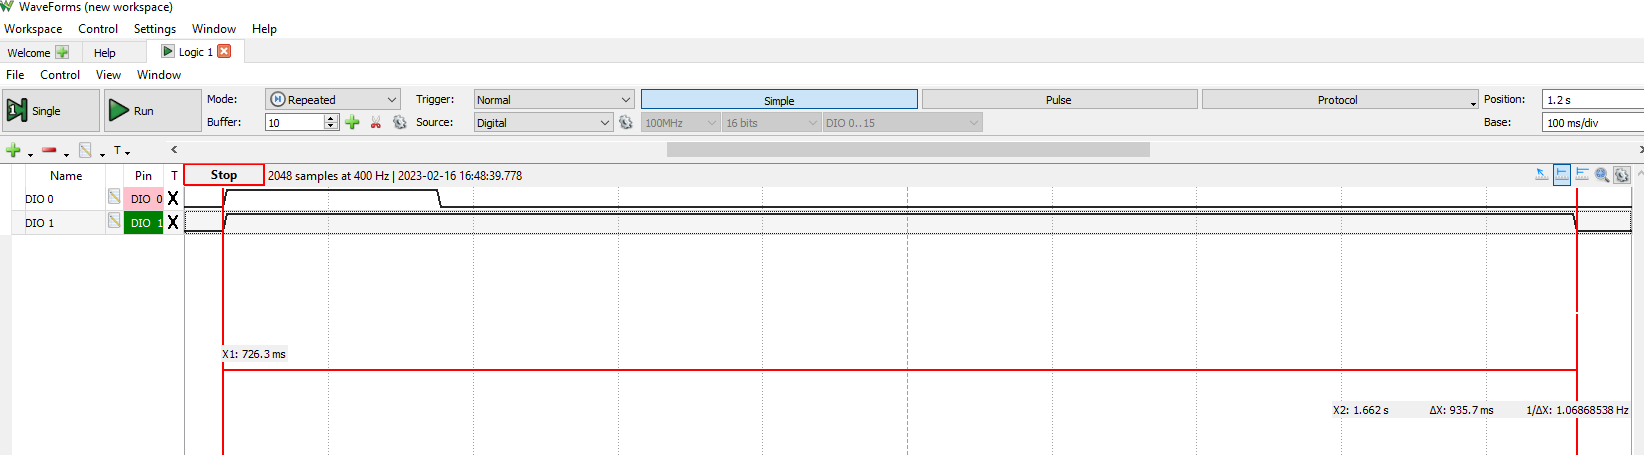 WaveForms (new workspace)
Workspace Control Settings Window Help
Welcome Help Logic 1
File Control View Window
Single Run Mode: Repeated Trigger: Normal Simple Pulse Protocol Position: 1.2 s
Buffer: 10 Source: Digital 100MHz 16 bits DIO 0..15 Base: 100 ms/div
T
Name Pin T Stop 2048 samples at 400 Hz | 2023-02-16 16:48:39.778
DIO 0 DIO 0 X
DIO 1 DIO 1 X
X1: 726.3 ms
X2: 1.662 s ΔX: 935.7 ms 1/ΔX: 1.06868538 Hz